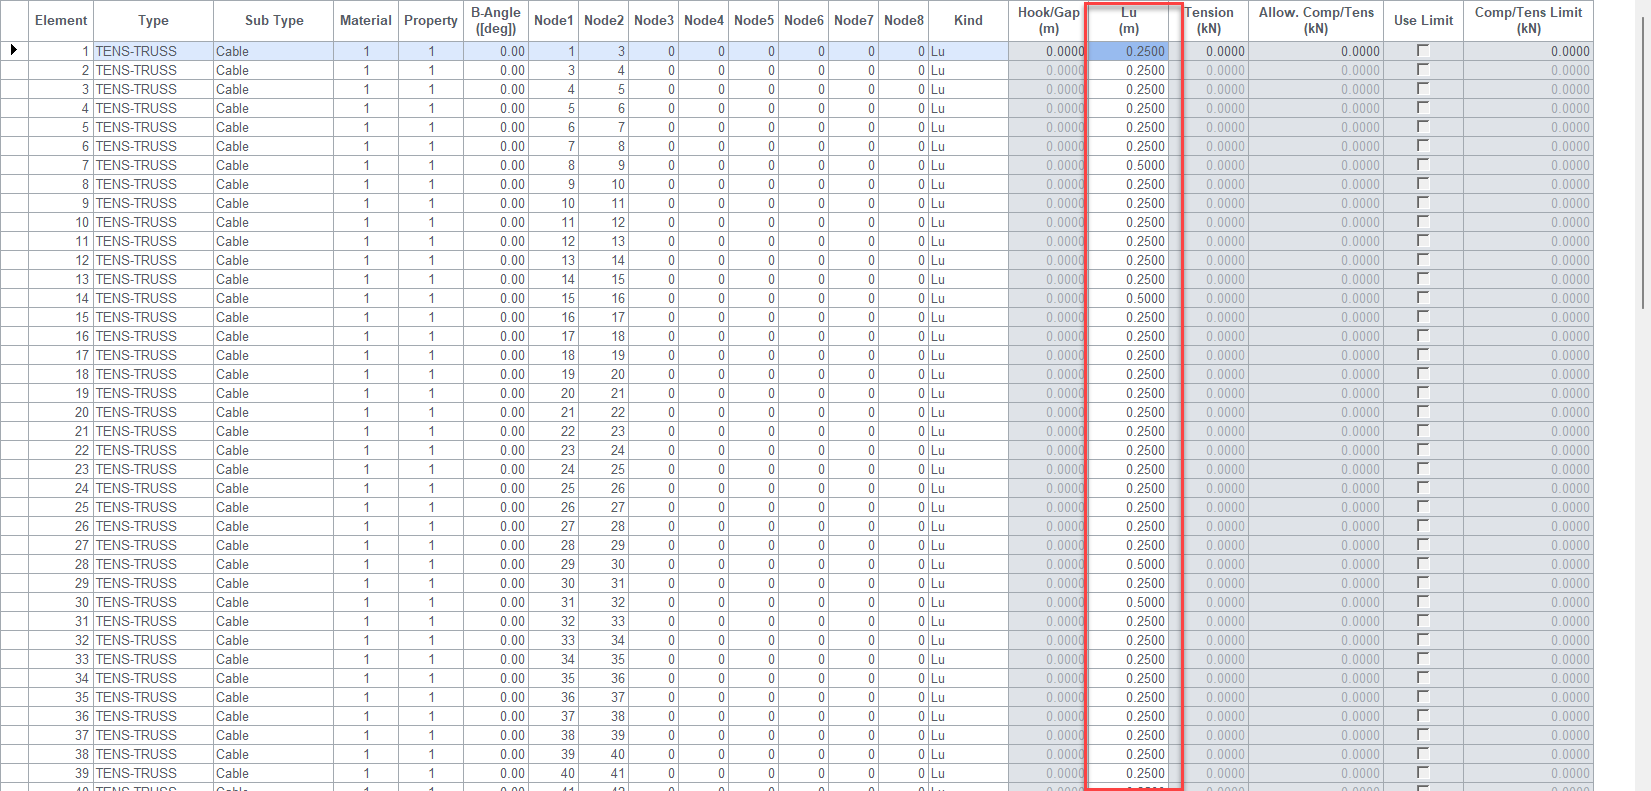 Element Type Sub Type Material Property B-Angle ([deg]) Node1 Node2 Node3 Node4 Node5 Node6 Node7 Node8 Kind Hook/Gap (m) Lu (m) Tension (kN) Allow. Comp/Tens (kN) Use Limit Comp/Tens Limit (kN)
1 TENS-TRUSS Cable 1 1 0.00 1 3 0 0 0 0 0 0 Lu 0.0000 0.2500 0.0000 0.0000 0.0000
2 TENS-TRUSS Cable 1 1 0.00 3 4 0 0 0 0 0 0 Lu 0.0000 0.2500 0.0000 0.0000 0.0000
3 TENS-TRUSS Cable 1 1 0.00 4 5 0 0 0 0 0 0 Lu 0.0000 0.2500 0.0000 0.0000 0.0000
4 TENS-TRUSS Cable 1 1 0.00 5 6 0 0 0 0 0 0 Lu 0.0000 0.2500 0.0000 0.0000 0.0000
5 TENS-TRUSS Cable 1 1 0.00 6 7 0 0 0 0 0 0 Lu 0.0000 0.2500 0.0000 0.0000 0.0000
6 TENS-TRUSS Cable 1 1 0.00 7 8 0 0 0 0 0 0 Lu 0.0000 0.2500 0.0000 0.0000 0.0000
7 TENS-TRUSS Cable 1 1 0.00 8 9 0 0 0 0 0 0 Lu 0.0000 0.5000 0.0000 0.0000 0.0000
8 TENS-TRUSS Cable 1 1 0.00 9 10 0 0 0 0 0 0 Lu 0.0000 0.2500 0.0000 0.0000 0.0000
9 TENS-TRUSS Cable 1 1 0.00 10 11 0 0 0 0 0 0 Lu 0.0000 0.2500 0.0000 0.0000 0.0000
10 TENS-TRUSS Cable 1 1 0.00 11 12 0 0 0 0 0 0 Lu 0.0000 0.2500 0.0000 0.0000 0.0000
11 TENS-TRUSS Cable 1 1 0.00 12 13 0 0 0 0 0 0 Lu 0.0000 0.2500 0.0000 0.0000 0.0000
12 TENS-TRUSS Cable 1 1 0.00 13 14 0 0 0 0 0 0 Lu 0.0000 0.2500 0.0000 0.0000 0.0000
13 TENS-TRUSS Cable 1 1 0.00 14 15 0 0 0 0 0 0 Lu 0.0000 0.2500 0.0000 0.0000 0.0000
14 TENS-TRUSS Cable 1 1 0.00 15 16 0 0 0 0 0 0 Lu 0.0000 0.5000 0.0000 0.0000 0.0000
15 TENS-TRUSS Cable 1 1 0.00 16 17 0 0 0 0 0 0 Lu 0.0000 0.2500 0.0000 0.0000 0.0000
16 TENS-TRUSS Cable 1 1 0.00 17 18 0 0 0 0 0 0 Lu 0.0000 0.2500 0.0000 0.0000 0.0000
17 TENS-TRUSS Cable 1 1 0.00 18 19 0 0 0 0 0 0 Lu 0.0000 0.2500 0.0000 0.0000 0.0000
18 TENS-TRUSS Cable 1 1 0.00 19 20 0 0 0 0 0 0 Lu 0.0000 0.2500 0.0000 0.0000 0.0000
19 TENS-TRUSS Cable 1 1 0.00 20 21 0 0 0 0 0 0 Lu 0.0000 0.2500 0.0000 0.0000 0.0000
20 TENS-TRUSS Cable 1 1 0.00 21 22 0 0 0 0 0 0 Lu 0.0000 0.2500 0.0000 0.0000 0.0000
21 TENS-TRUSS Cable 1 1 0.00 22 23 0 0 0 0 0 0 Lu 0.0000 0.2500 0.0000 0.0000 0.0000
22 TENS-TRUSS Cable 1 1 0.00 23 24 0 0 0 0 0 0 Lu 0.0000 0.2500 0.0000 0.0000 0.0000
23 TENS-TRUSS Cable 1 1 0.00 24 25 0 0 0 0 0 0 Lu 0.0000 0.2500 0.0000 0.0000 0.0000
24 TENS-TRUSS Cable 1 1 0.00 25 26 0 0 0 0 0 0 Lu 0.0000 0.2500 0.0000 0.0000 0.0000
25 TENS-TRUSS Cable 1 1 0.00 26 27 0 0 0 0 0 0 Lu 0.0000 0.2500 0.0000 0.0000 0.0000
26 TENS-TRUSS Cable 1 1 0.00 27 28 0 0 0 0 0 0 Lu 0.0000 0.2500 0.0000 0.0000 0.0000
27 TENS-TRUSS Cable 1 1 0.00 28 29 0 0 0 0 0 0 Lu 0.0000 0.2500 0.0000 0.0000 0.0000
28 TENS-TRUSS Cable 1 1 0.00 29 30 0 0 0 0 0 0 Lu 0.0000 0.5000 0.0000 0.0000 0.0000
29 TENS-TRUSS Cable 1 1 0.00 30 31 0 0 0 0 0 0 Lu 0.0000 0.2500 0.0000 0.0000 0.0000
30 TENS-TRUSS Cable 1 1 0.00 31 32 0 0 0 0 0 0 Lu 0.0000 0.5000 0.0000 0.0000 0.0000
31 TENS-TRUSS Cable 1 1 0.00 32 33 0 0 0 0 0 0 Lu 0.0000 0.2500 0.0000 0.0000 0.0000
32 TENS-TRUSS Cable 1 1 0.00 33 34 0 0 0 0 0 0 Lu 0.0000 0.2500 0.0000 0.0000 0.0000
33 TENS-TRUSS Cable 1 1 0.00 34 35 0 0 0 0 0 0 Lu 0.0000 0.2500 0.0000 0.0000 0.0000
34 TENS-TRUSS Cable 1 1 0.00 35 36 0 0 0 0 0 0 Lu 0.0000 0.2500 0.0000 0.0000 0.0000
35 TENS-TRUSS Cable 1 1 0.00 36 37 0 0 0 0 0 0 Lu 0.0000 0.2500 0.0000 0.0000 0.0000
36 TENS-TRUSS Cable 1 1 0.00 37 38 0 0 0 0 0 0 Lu 0.0000 0.2500 0.0000 0.0000 0.0000
37 TENS-TRUSS Cable 1 1 0.00 38 39 0 0 0 0 0 0 Lu 0.0000 0.2500 0.0000 0.0000 0.0000
38 TENS-TRUSS Cable 1 1 0.00 39 40 0 0 0 0 0 0 Lu 0.0000 0.2500 0.0000 0.0000 0.0000
39 TENS-TRUSS Cable 1 1 0.00 40 41 0 0 0 0 0 0 Lu 0.0000 0.2500 0.0000 0.0000 0.0000